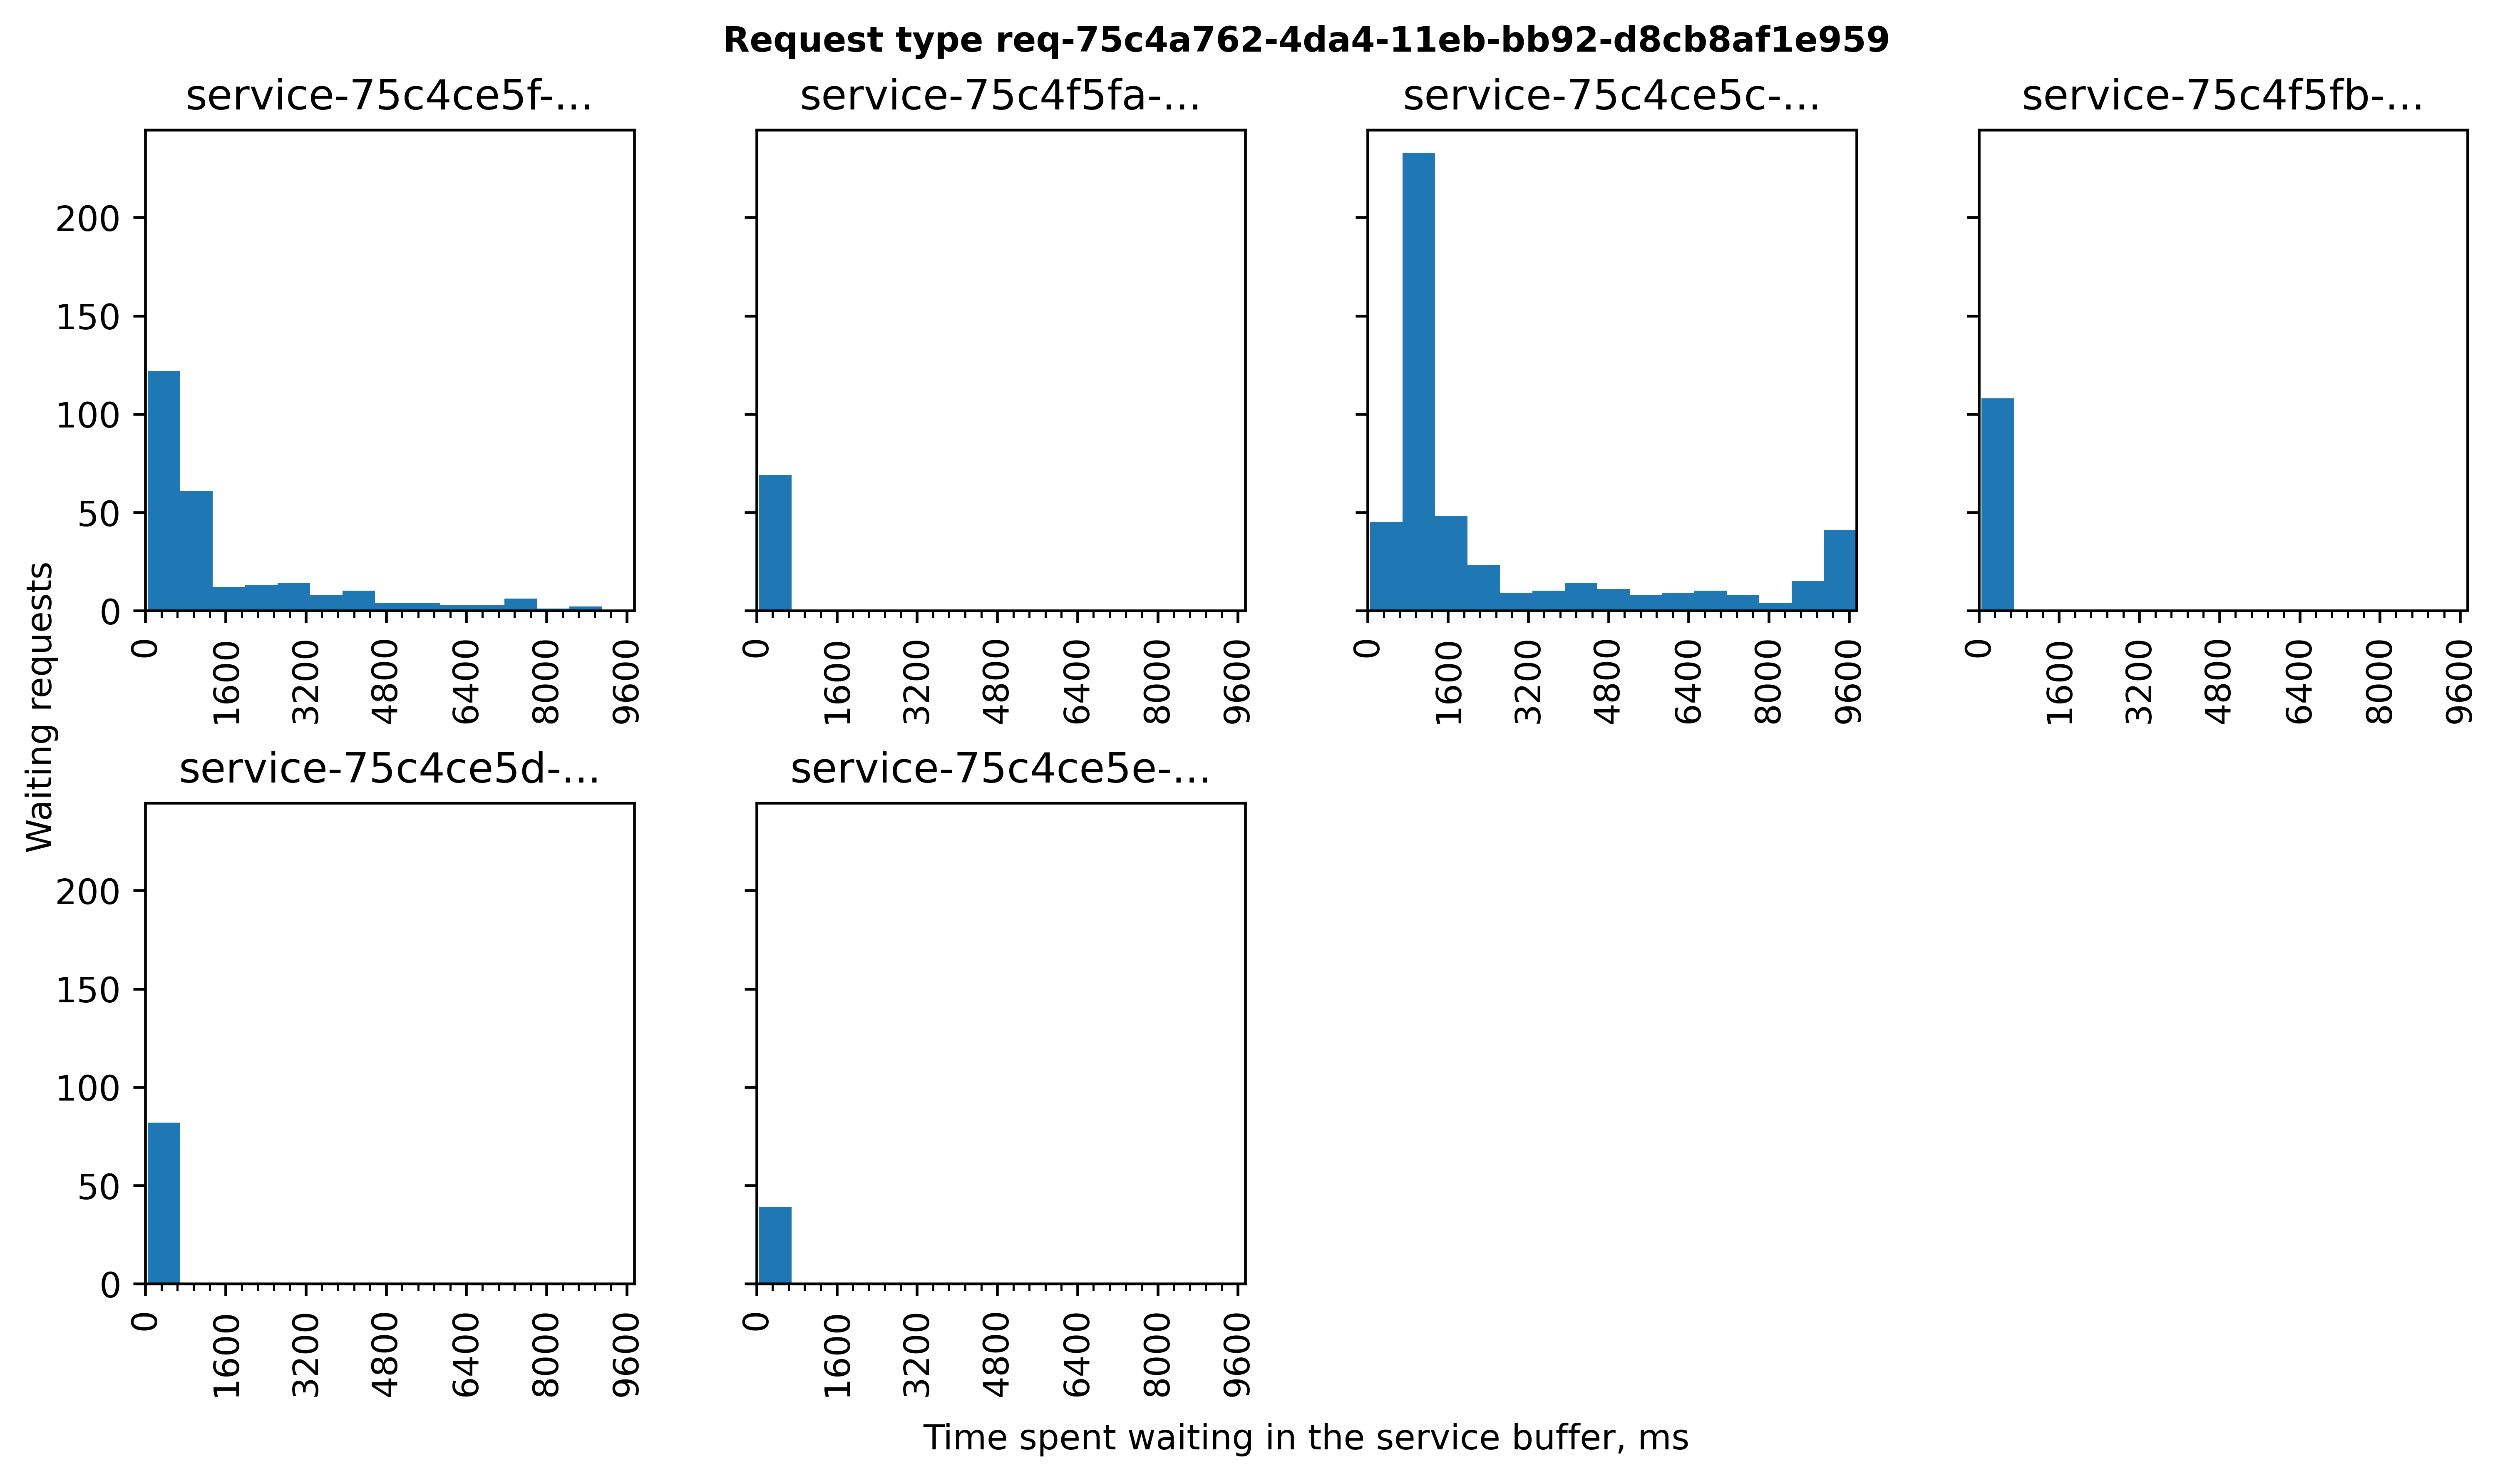 Request type req-75c4a762-4da4-11eb-bb92-d8cb8af1e959
service-75c4ce5f-...
service-75c4f5fa-...
service-75c4ce5c-...
service-75c4f5fb-...
200
150
100
50
0
0 1600 3200 4800 6400 8000 9600
0 1600 3200 4800 6400 8000 9600
0 1600 3200 4800 6400 8000 9600
0 1600 3200 4800 6400 8000 9600
Waiting requests
service-75c4ce5d-...
service-75c4ce5e-...
200
150
100
50
0
0 1600 3200 4800 6400 8000 9600
0 1600 3200 4800 6400 8000 9600
Time spent waiting in the service buffer, ms